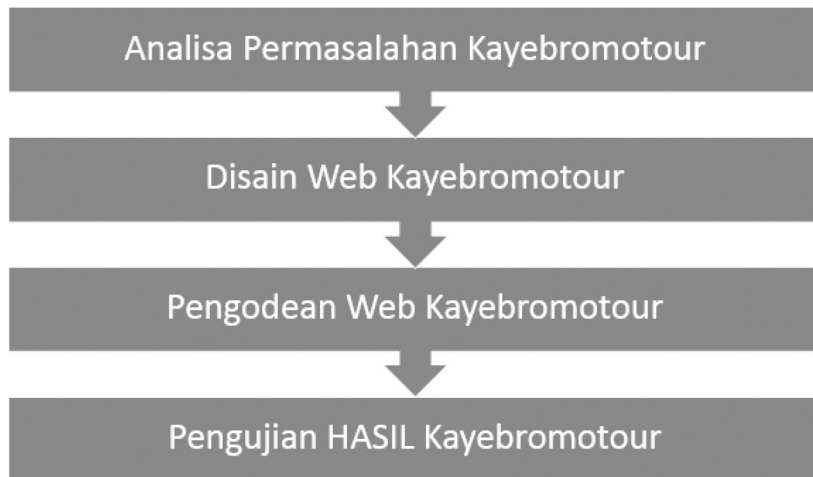 Analisa Permasalahan Kayebromotour
Disain Web Kayebromotour
Pengodean Web Kayebromotour
Pengujian HASIL Kayebromotour